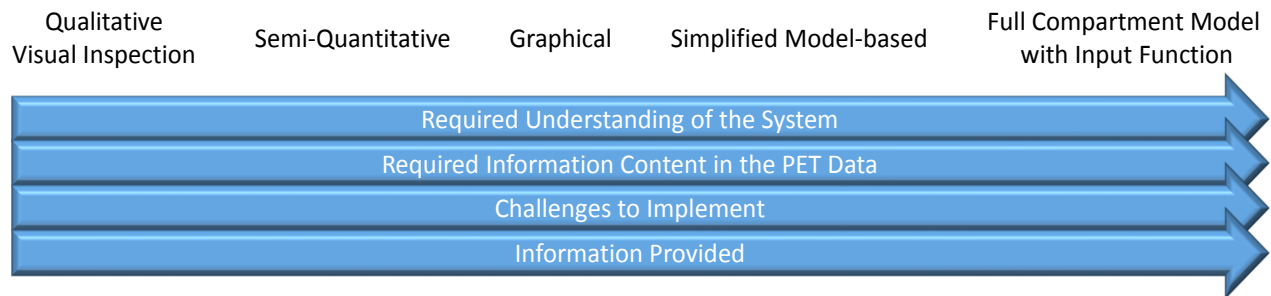 Qualitative
Visual Inspection
Semi-Quantitative
Graphical
Simplified Model-based
Full Compartment Model
with Input Function
Required Understanding of the System
Required Information Content in the PET Data
Challenges to Implement
Information Provided